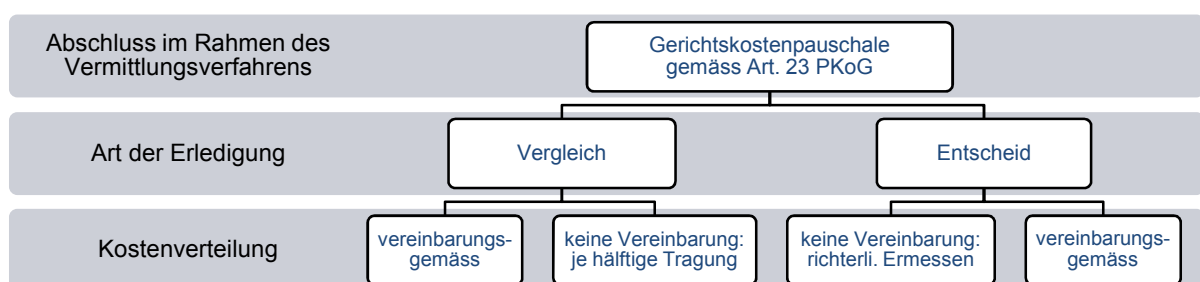 Abschluss im Rahmen des
Vermittlungsverfahrens
Gerichtskostenpauschale
gemäss Art. 23 PKoG
Art der Erledigung
Vergleich
Entscheid
Kostenverteilung
vereinbarungs-
gemäss
keine Vereinbarung:
je hälftige Tragung
keine Vereinbarung:
richterli. Ermessen
vereinbarungs-
gemäss